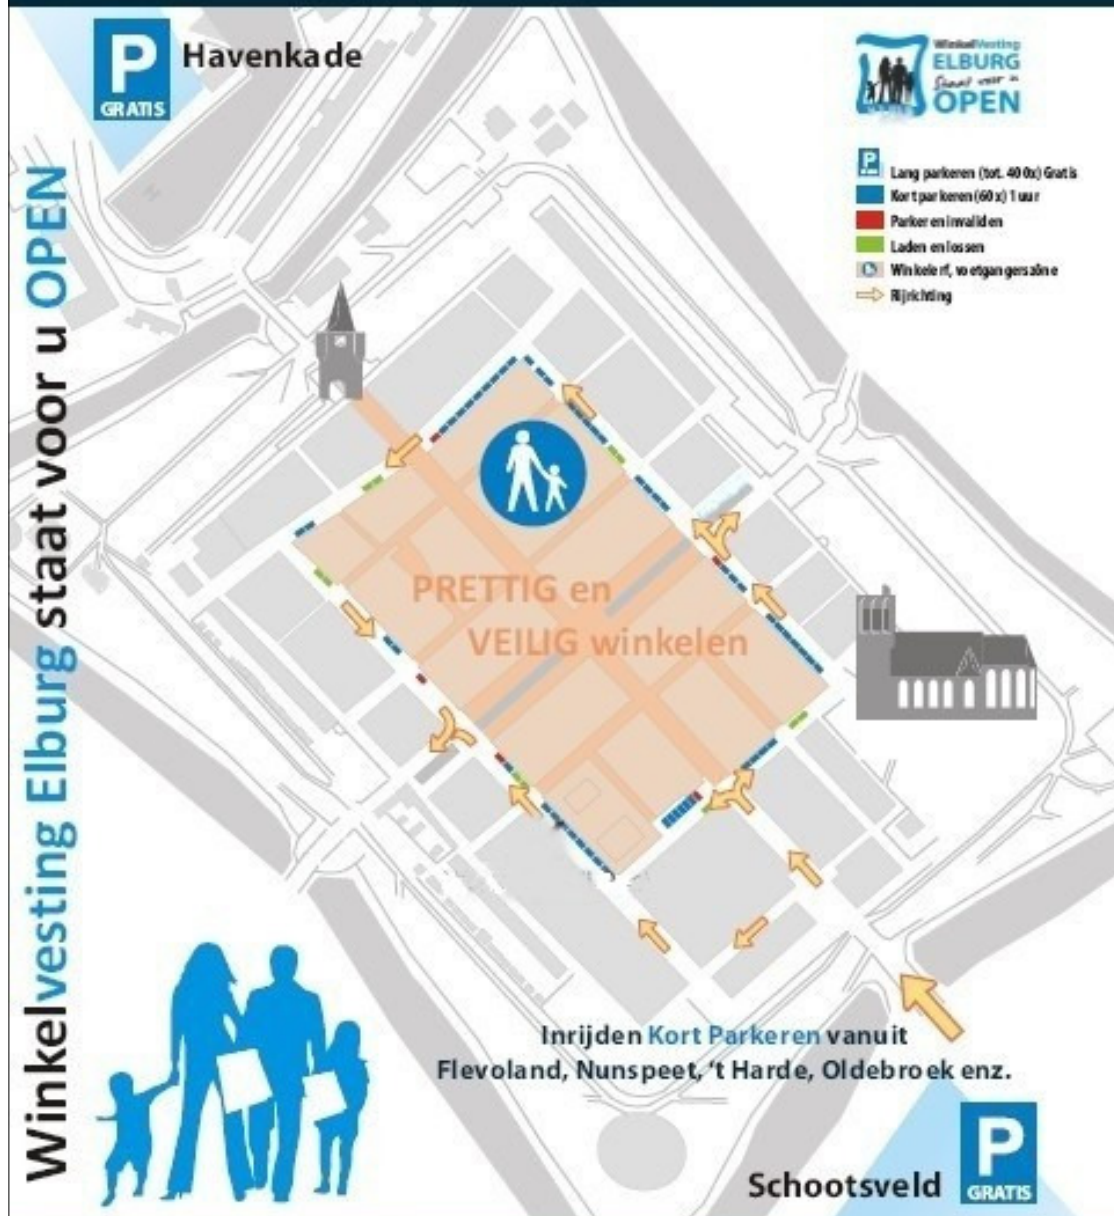 P
GRATIS
Havenkade
WinkelVesting
ELBURG
Staat voor u
OPEN
P
Lang parkeren (tot. 400x) Gratis
Kort parkeren (60x) 1 uur
Parkeren invaliden
Laden en lossen
Winkelerf, voetgangerszône
Rijrichting
Winkelvesting Elburg staat voor u OPEN
H
PRETTIG en
VEILIG winkelen
Inrijden Kort Parkeren vanuit
Flevoland, Nunspeet, 't Harde, Oldebroek enz.
Schootsveld
P
GRATIS